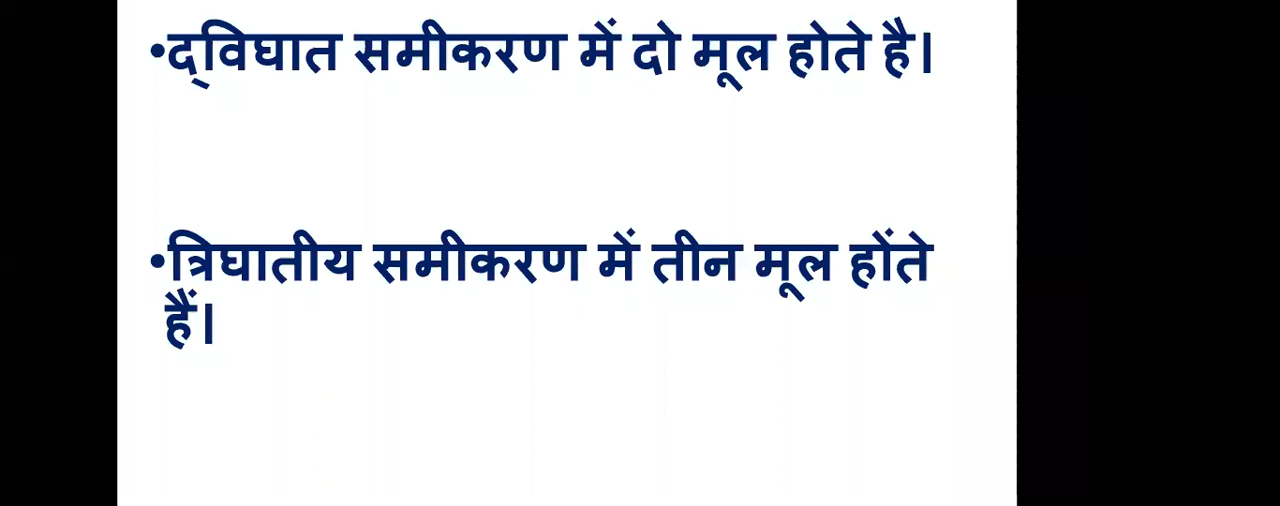 •द्विघात समीकरण में दो मूल होते है।
•त्रिघातीय समीकरण में तीन मूल होंते
हैं।